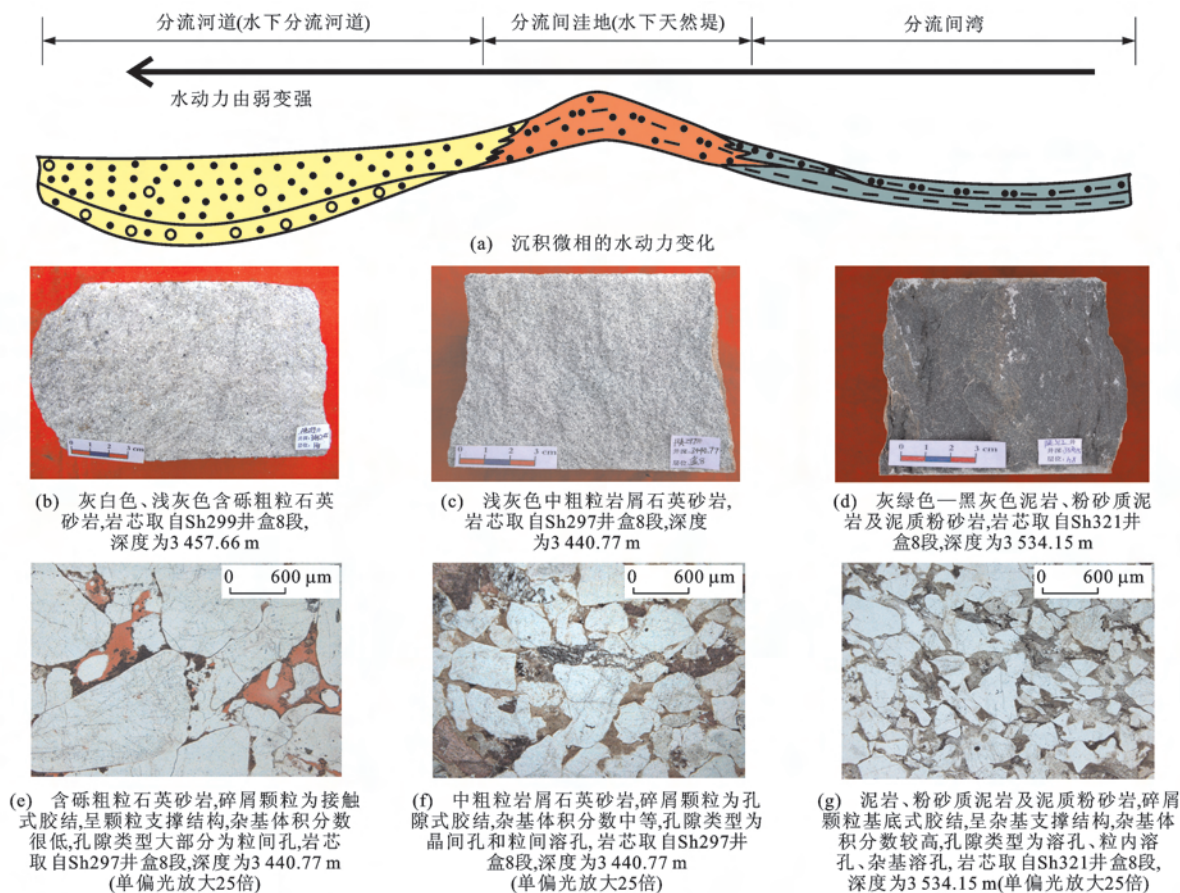 分流河道(水下分流河道)
分流间洼地(水下天然堤)
分流间湾
水动力由弱变强
(a) 沉积微相的水动力变化
0 1 2 3 cm
0 1 2 3 cm
0 1 2 3 cm
(b) 灰白色、浅灰色含砾粗粒石英
砂岩,岩芯取自Sh299井盒8段,
深度为3 457.66 m
(c) 浅灰色中粗粒岩屑石英砂岩,
岩芯取自Sh297井盒8段,深度
为3 440.77 m
(d) 灰绿色—黑灰色泥岩、粉砂质泥
岩及泥质粉砂岩,岩芯取自Sh321井
盒8段,深度为3 534.15 m
0 600 μm
0 600 μm
0 600 μm
(e) 含砾粗粒石英砂岩,碎屑颗粒为接触
式胶结,呈颗粒支撑结构,杂基体积分数
很低,孔隙类型大部分为粒间孔,岩芯
取自Sh297井盒8段,深度为3 440.77 m
(单偏光放大25倍)
(f) 中粗粒岩屑石英砂岩,碎屑颗粒为孔
隙式胶结,杂基体积分数中等,孔隙类型为
晶间孔和粒间溶孔,岩芯取自Sh297井
盒8段,深度为3 440.77 m
(单偏光放大25倍)
(g) 泥岩、粉砂质泥岩及泥质粉砂岩,碎屑
颗粒基底式胶结,呈杂基支撑结构,杂基体
积分数较高,孔隙类型为溶孔、粒内溶
孔、杂基溶孔,岩芯取自Sh321井盒8段,
深度为3 534.15 m(单偏光放大25倍)